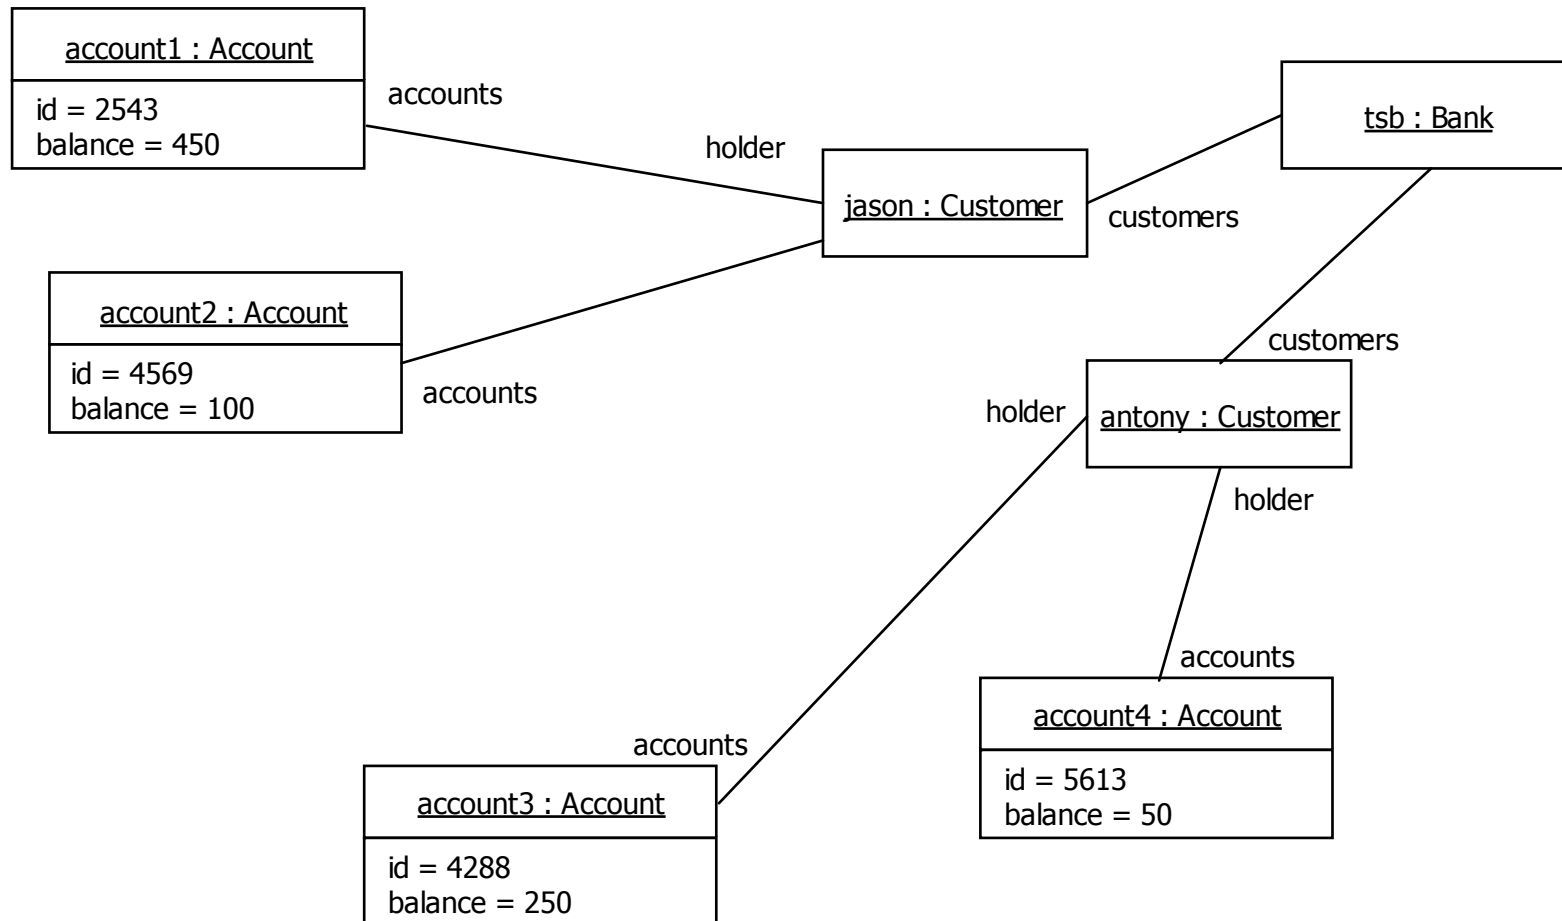 account1 : Account
id = 2543
balance = 450
accounts
holder
jason : Customer
tsb : Bank
customers
account2 : Account
id = 4569
balance = 100
accounts
customers
holder
antony : Customer
holder
accounts
account4 : Account
id = 5613
balance = 50
accounts
account3 : Account
id = 4288
balance = 250